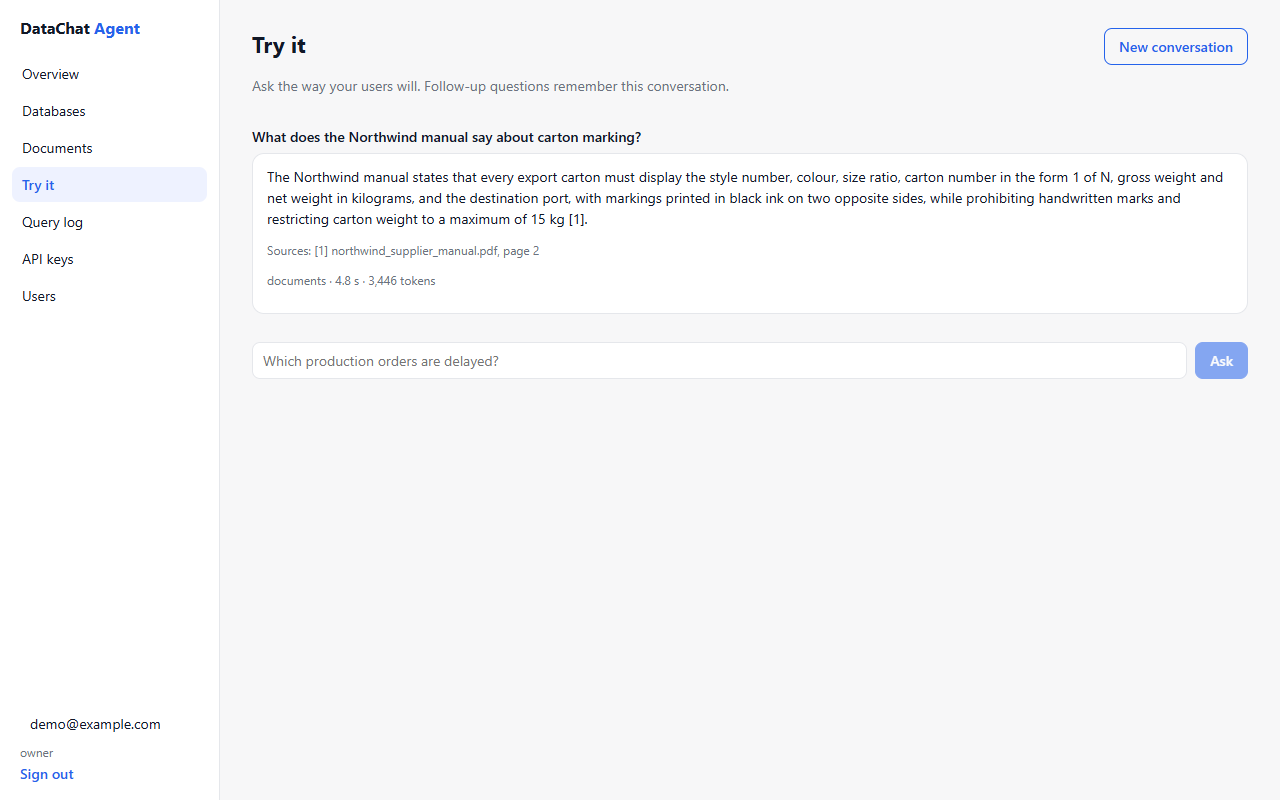 DataChat Agent
Overview
Databases
Documents
Try it
Query log
API keys
Users
demo@example.com
owner
Sign out
Try it
New conversation
Ask the way your users will. Follow-up questions remember this conversation.
What does the Northwind manual say about carton marking?
The Northwind manual states that every export carton must display the style number, colour, size ratio, carton number in the form 1 of N, gross weight and
net weight in kilograms, and the destination port, with markings printed in black ink on two opposite sides, while prohibiting handwritten marks and
restricting carton weight to a maximum of 15 kg [1].
Sources: [1] northwind_supplier_manual.pdf, page 2
documents · 4.8 s · 3,446 tokens
Which production orders are delayed?
Ask